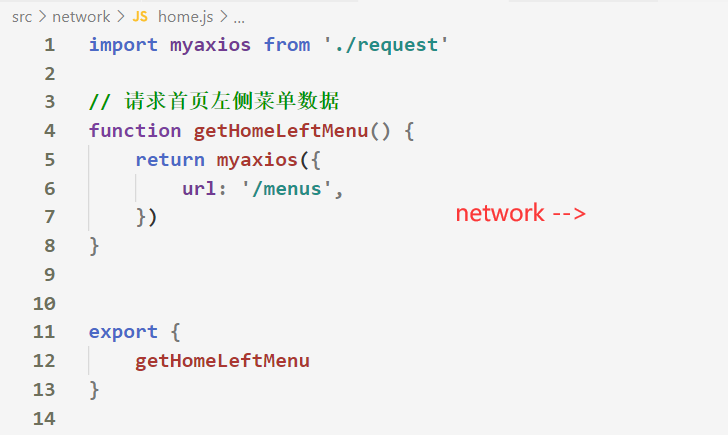 src > network > JS home.js > ...
1 import myaxios from './request'
2
3 // 请求首页左侧菜单数据
4 function getHomeLeftMenu() {
5     return myaxios({
6         url: '/menus',
7     })
network -->
8 }
9
10
11 export {
12     getHomeLeftMenu
13 }
14